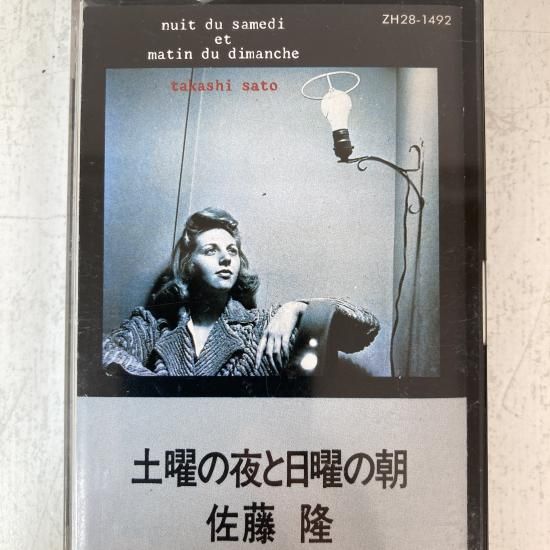 nuit du samedi
et
matin du dimanche
ZH28-1492
takashi sato
土曜の夜と日曜の朝
佐藤 隆